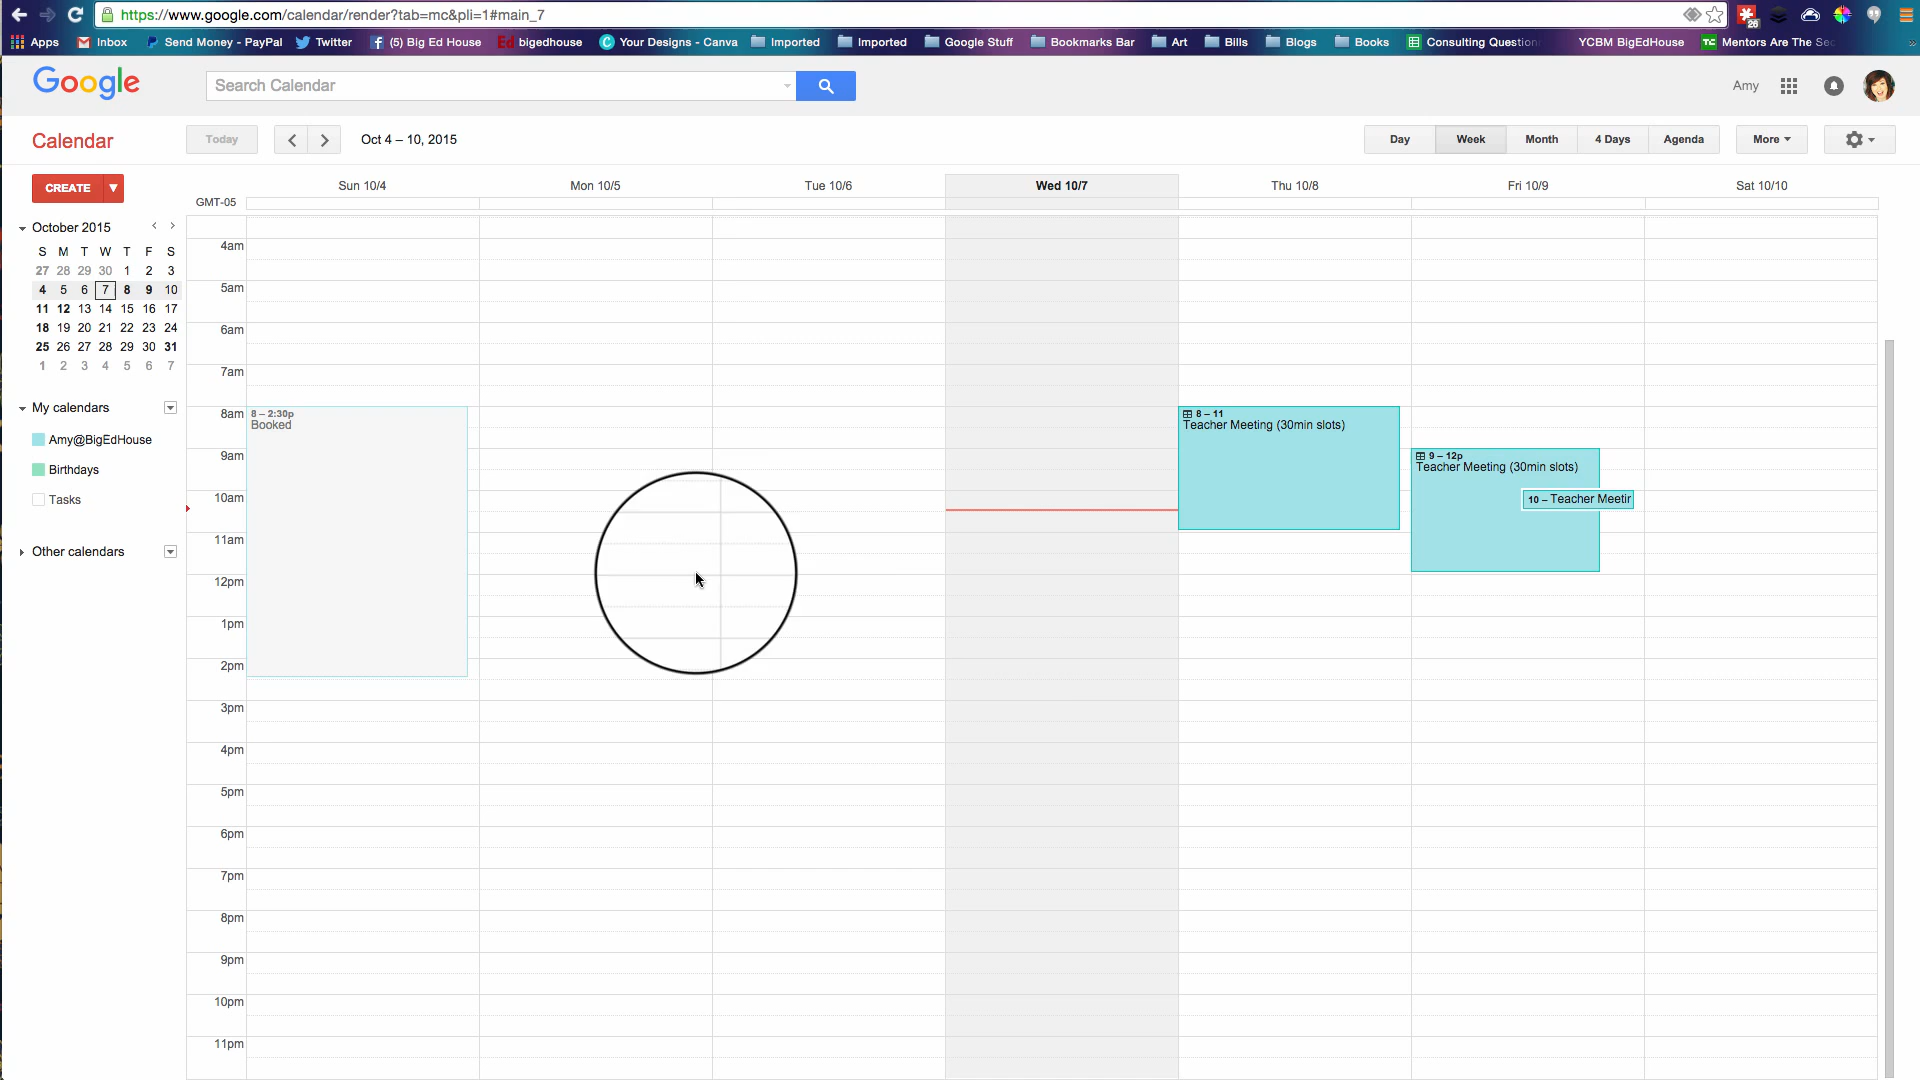 https://www.google.com/calendar/render?tab=mc&pli=1#main_7
26
Apps Inbox Send Money - PayPal Twitter (5) Big Ed House Ed bigedhouse Your Designs - Canva Imported Imported Google Stuff Bookmarks Bar Art Bills Blogs Books Consulting Question YCBM BigEdHouse TC Mentors Are The Sec
Google Search Calendar Amy
Calendar Today Oct 4 – 10, 2015 Day Week Month 4 Days Agenda More
CREATE
Sun 10/4 Mon 10/5 Tue 10/6 Wed 10/7 Thu 10/8 Fri 10/9 Sat 10/10
GMT-05
October 2015
S M T W T F S
27 28 29 30 1 2 3
4 5 6 7 8 9 10
11 12 13 14 15 16 17
18 19 20 21 22 23 24
25 26 27 28 29 30 31
1 2 3 4 5 6 7
My calendars
Amy@BigEdHouse
Birthdays
Tasks
Other calendars
4am
5am
6am
7am
8am
9am
10am
11am
12pm
1pm
2pm
3pm
4pm
5pm
6pm
7pm
8pm
9pm
10pm
11pm
8 – 2:30p
Booked
8 – 11
Teacher Meeting (30min slots)
9 – 12p
Teacher Meeting (30min slots)
10 – Teacher Meetin